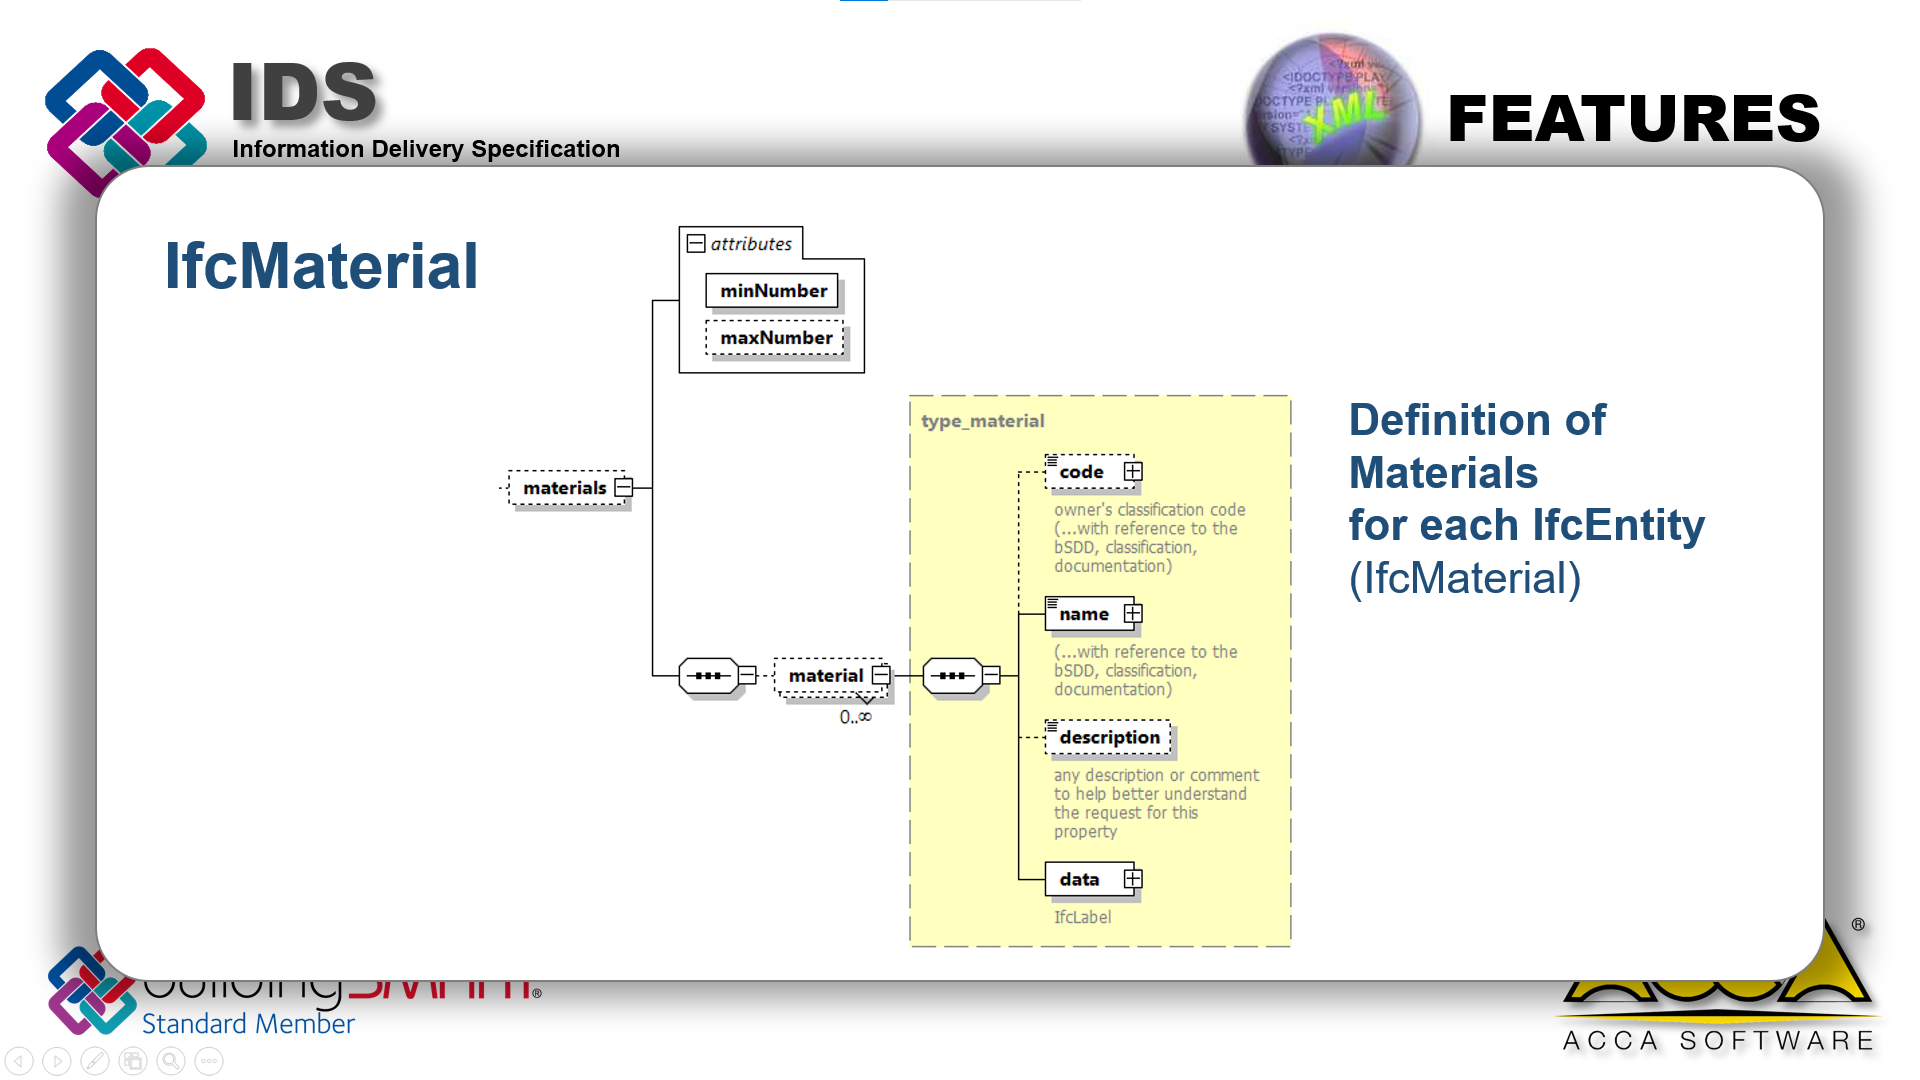 IDS
Information Delivery Specification
XML
FEATURES
IfcMaterial
attributes
minNumber
maxNumber
materials
material
0..∞
type_material
code
owner's classification code
(...with reference to the
bSDD, classification,
documentation)
name
(...with reference to the
bSDD, classification,
documentation)
description
any description or comment
to help better understand
the request for this
property
data
IfcLabel
Definition of
Materials
for each IfcEntity
(IfcMaterial)
buildingSMART®
Standard Member
ACCA ®
ACCA SOFTWARE